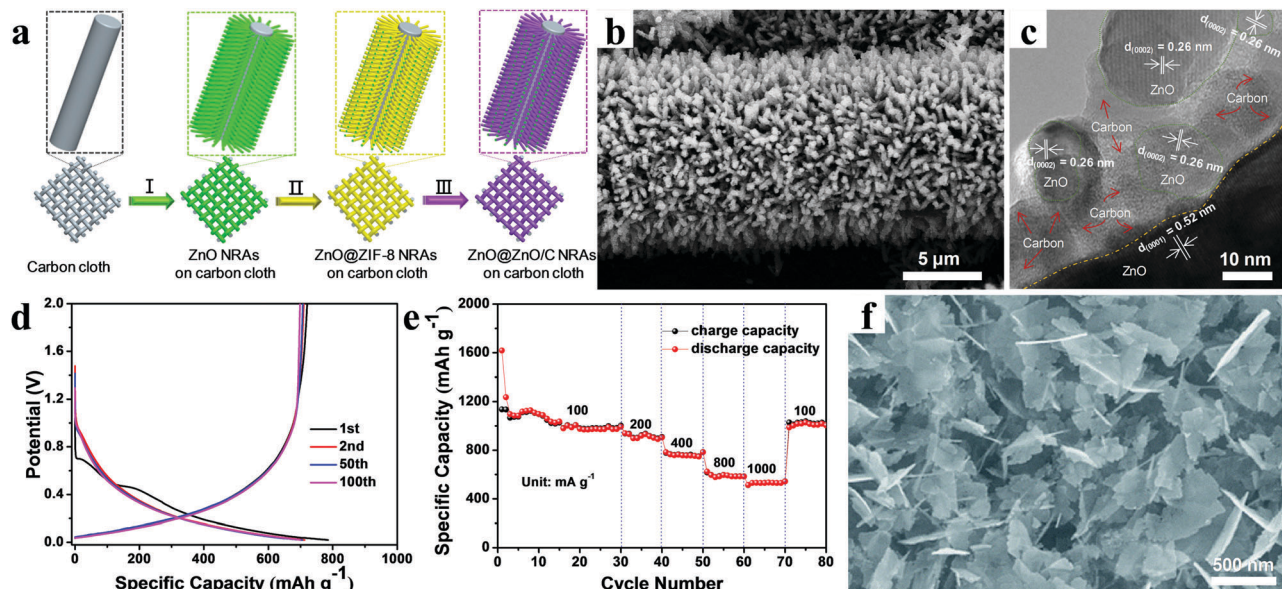 a
I
II
III
Carbon cloth
ZnO NRAs
on carbon cloth
ZnO@ZIF-8 NRAs
on carbon cloth
ZnO@ZnO/C NRAs
on carbon cloth
b
5 µm
c
d(0002) = 0.26 nm
d(0002) = 0.26 nm
ZnO
Carbon
Carbon
d(0002) = 0.26 nm
ZnO
d(0002) = 0.26 nm
ZnO
Carbon
Carbon
d(0001) = 0.52 nm
ZnO
10 nm
d
Potential (V)
2.0
1.6
1.2
0.8
0.4
0.0
1st
2nd
50th
100th
0 200 400 600 800 1000
Specific Capacity (mAh g-1)
e
Specific Capacity (mAh g-1)
2000
1600
1200
800
400
0
charge capacity
discharge capacity
100
200
400
800
1000
100
Unit: mA g-1
0 10 20 30 40 50 60 70 80
Cycle Number
f
500 nm